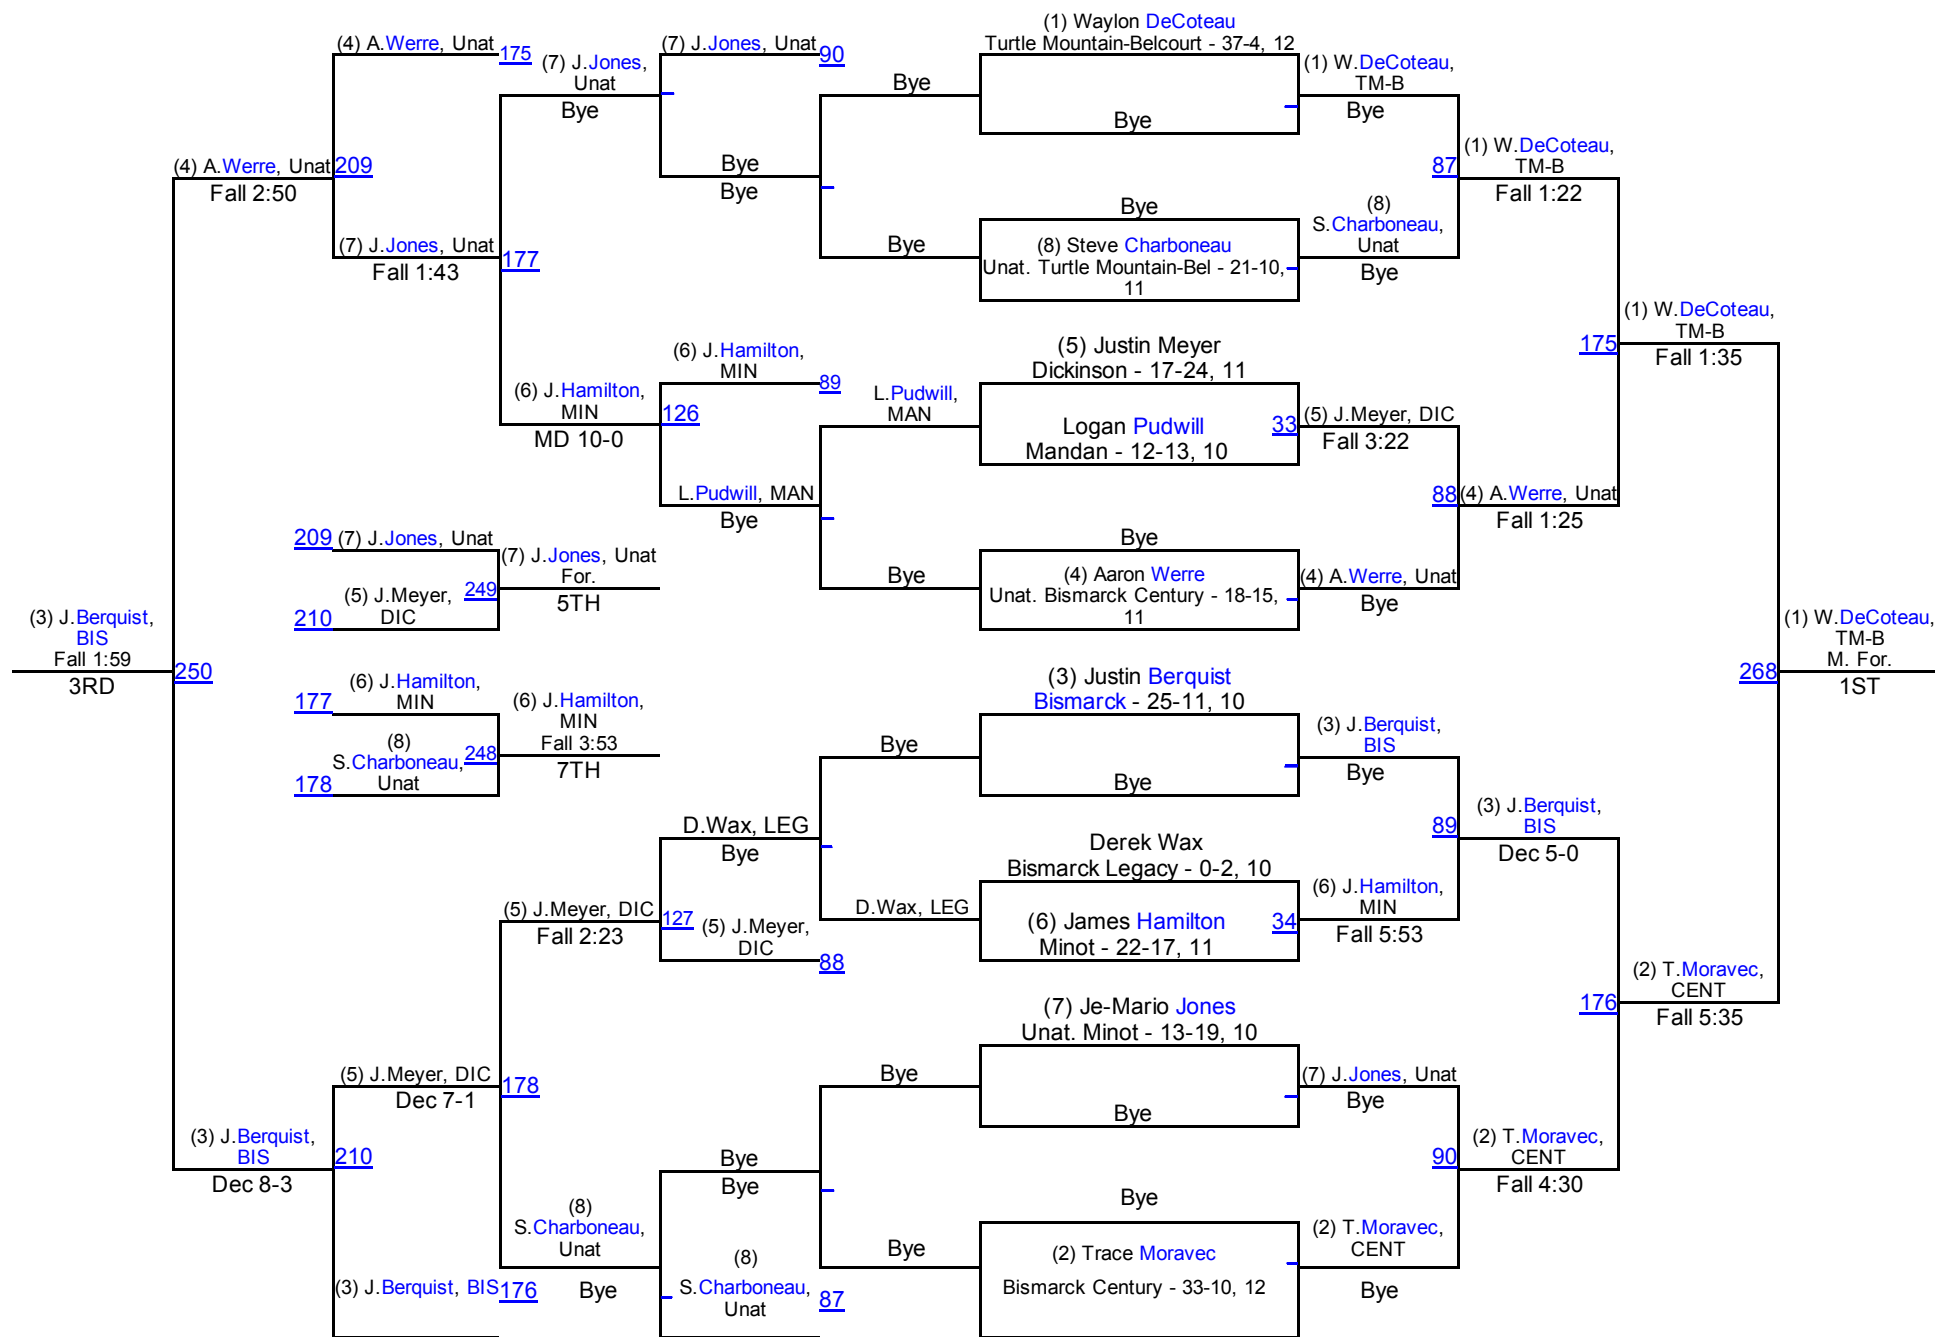 (1) Waylon DeCoteau
Turtle Mountain-Belcourt - 37-4, 12
(4) A.Werre, Unat
175
(7) J.Jones,
Unat
Bye
(7) J.Jones, Unat
90
Bye
Bye
(1) W.DeCoteau,
TM-B
Bye
(4) A.Werre, Unat
Fall 2:50
209
Bye
Bye
87
(1) W.DeCoteau,
TM-B
Fall 1:22
(7) J.Jones, Unat
Fall 1:43
177
Bye
Bye
(8) Steve Charboneau
Unat. Turtle Mountain-Bel - 21-10,
11
(8)
S.Charboneau,
Unat
Bye
(1) W.DeCoteau,
TM-B
Fall 1:35
175
(6) J.Hamilton,
MIN
89
(5) Justin Meyer
Dickinson - 17-24, 11
(6) J.Hamilton,
MIN
MD 10-0
126
L.Pudwill,
MAN
Logan Pudwill
Mandan - 12-13, 10
33
(5) J.Meyer, DIC
Fall 3:22
L.Pudwill, MAN
Bye
88
(4) A.Werre, Unat
Fall 1:25
209
(7) J.Jones, Unat
(7) J.Jones, Unat
For.
5TH
Bye
Bye
(4) Aaron Werre
Unat. Bismarck Century - 18-15,
11
(4) A.Werre, Unat
Bye
(5) J.Meyer,
DIC
249
210
(3) J.Berquist,
BIS
Fall 1:59
3RD
250
(1) W.DeCoteau,
TM-B
M. For.
1ST
268
177
(6) J.Hamilton,
MIN
(6) J.Hamilton,
MIN
Fall 3:53
7TH
(3) Justin Berquist
Bismarck - 25-11, 10
(8)
S.Charboneau,
Unat
248
178
Bye
Bye
(3) J.Berquist,
BIS
Bye
D.Wax, LEG
Bye
Derek Wax
Bismarck Legacy - 0-2, 10
89
(3) J.Berquist,
BIS
Dec 5-0
(5) J.Meyer, DIC
Fall 2:23
127
(5) J.Meyer,
DIC
88
D.Wax, LEG
(6) James Hamilton
Minot - 22-17, 11
34
(6) J.Hamilton,
MIN
Fall 5:53
176
(2) T.Moravec,
CENT
Fall 5:35
(7) Je-Mario Jones
Unat. Minot - 13-19, 10
(5) J.Meyer, DIC
Dec 7-1
178
Bye
Bye
(7) J.Jones, Unat
Bye
(3) J.Berquist,
BIS
Dec 8-3
210
Bye
Bye
90
(2) T.Moravec,
CENT
Fall 4:30
(8)
S.Charboneau,
Unat
Bye
Bye
Bye
(2) Trace Moravec
Bismarck Century - 33-10, 12
(2) T.Moravec,
CENT
Bye
(3) J.Berquist, BIS
176
(8)
S.Charboneau,
Unat
87